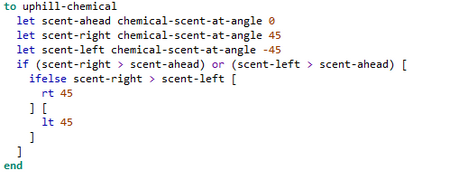 to uphill-chemical
  let scent-ahead chemical-scent-at-angle 0
  let scent-right chemical-scent-at-angle 45
  let scent-left chemical-scent-at-angle -45
  if (scent-right > scent-ahead) or (scent-left > scent-ahead) [
    ifelse scent-right > scent-left [
      rt 45
    ] [
      lt 45
    ]
  ]
end